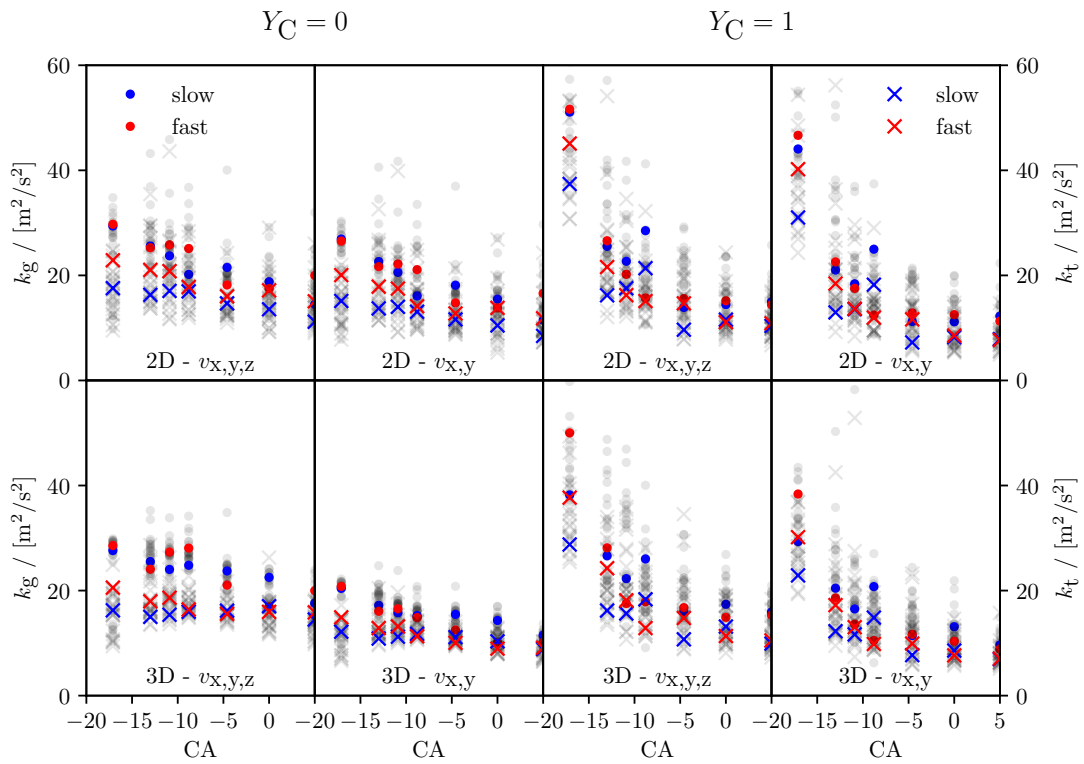 Y_C = 0
Y_C = 1
60
40
20
0
k_g / [m²/s²]
slow
fast
2D - v_x,y,z
2D - v_x,y
2D - v_x,y,z
slow
fast
2D - v_x,y
60
40
20
0
k_t / [m²/s²]
40
20
0
k_g / [m²/s²]
3D - v_x,y,z
3D - v_x,y
3D - v_x,y,z
3D - v_x,y
40
20
0
k_t / [m²/s²]
−20 −15 −10 −5 0 −20 −15 −10 −5 0 −20 −15 −10 −5 0 −20 −15 −10 −5 0 5
CA CA CA CA